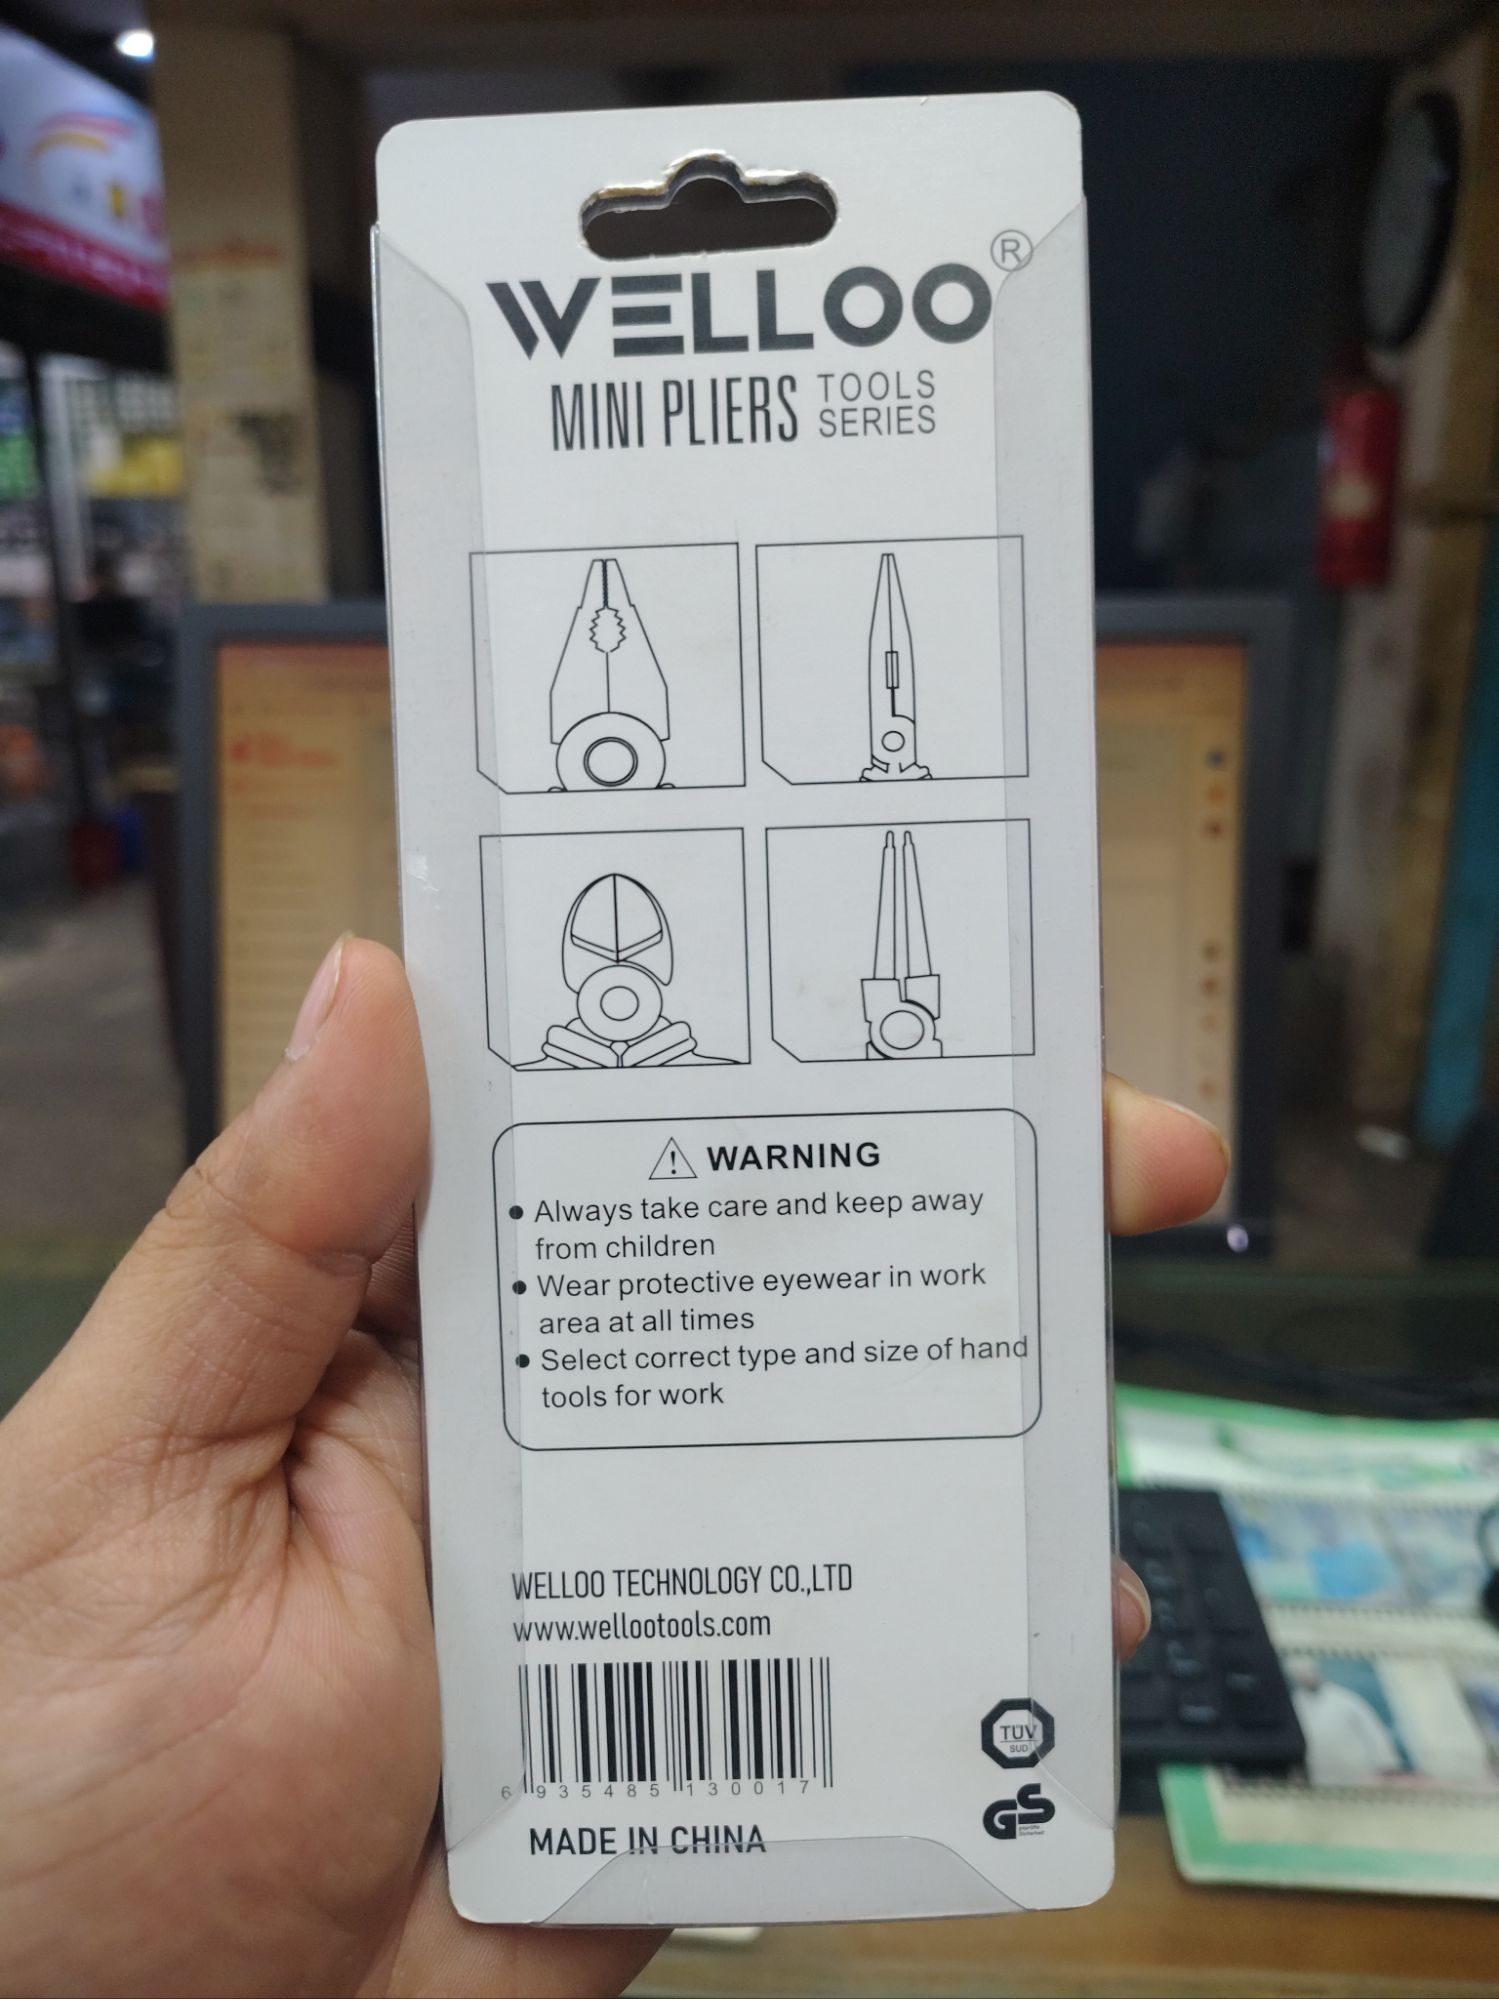 WELLOO®
MINI PLIERS TOOLS SERIES
WARNING
• Always take care and keep away
from children
• Wear protective eyewear in work
area at all times
• Select correct type and size of hand
tools for work
WELLOO TECHNOLOGY CO.,LTD
www.wellootools.com
6 935485 130017
MADE IN CHINA
TÜV
SUD
GS